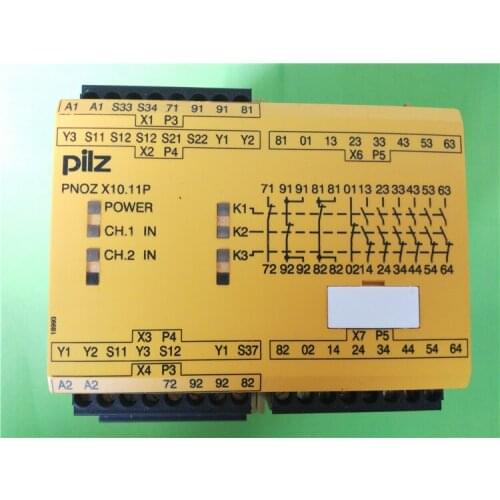 A1 A1 S33 S34 71 91 91 81
X1 P3
Y3 S11 S12 S12 S21 S22 Y1 Y2
X2 P4
81 01 13 23 33 43 53 63
X6 P5
pilz
PNOZ X10.11P
POWER
CH.1 IN
CH.2 IN
K1
K2
K3
71 91 91 81 81 01 13 23 33 43 53 63
72 92 92 82 82 02 14 24 34 44 54 64
18993
X3 P4
Y1 Y2 S11 Y3 S12 Y1 S37
X4 P3
A2 A2 72 92 92 82
X7 P5
82 02 14 24 34 44 54 64